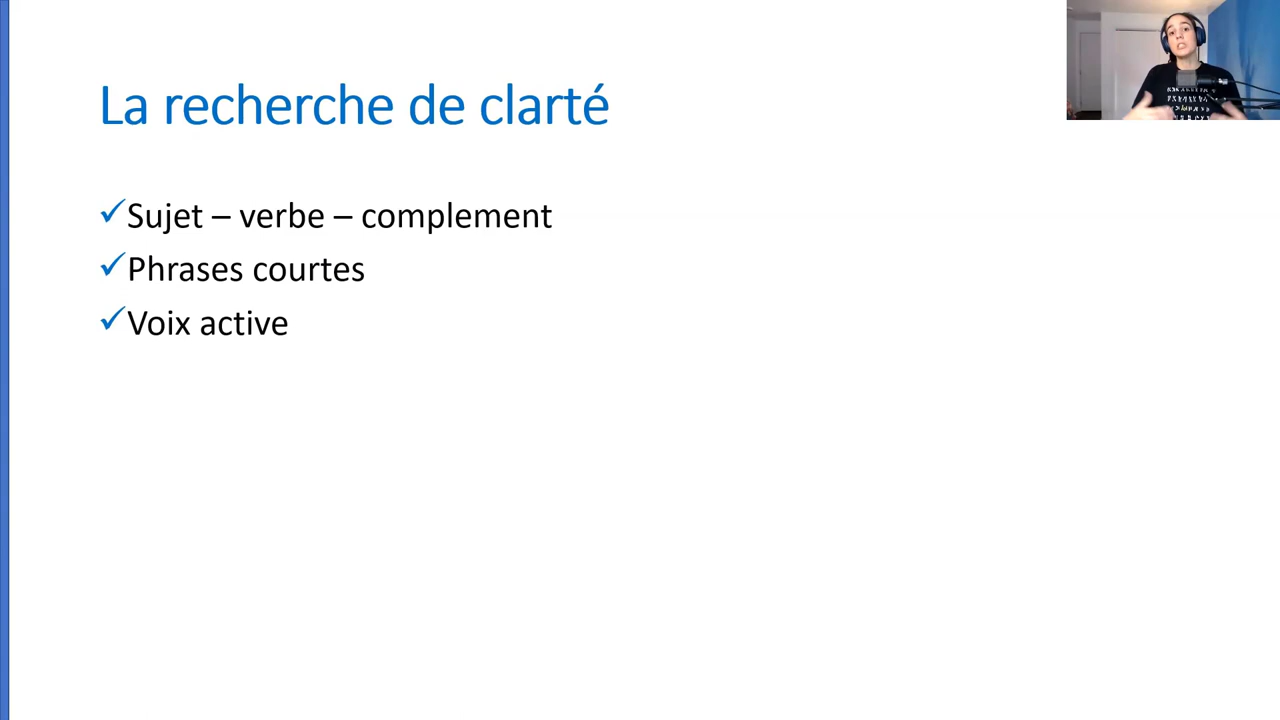 La recherche de clarté
Sujet – verbe – complement
Phrases courtes
Voix active